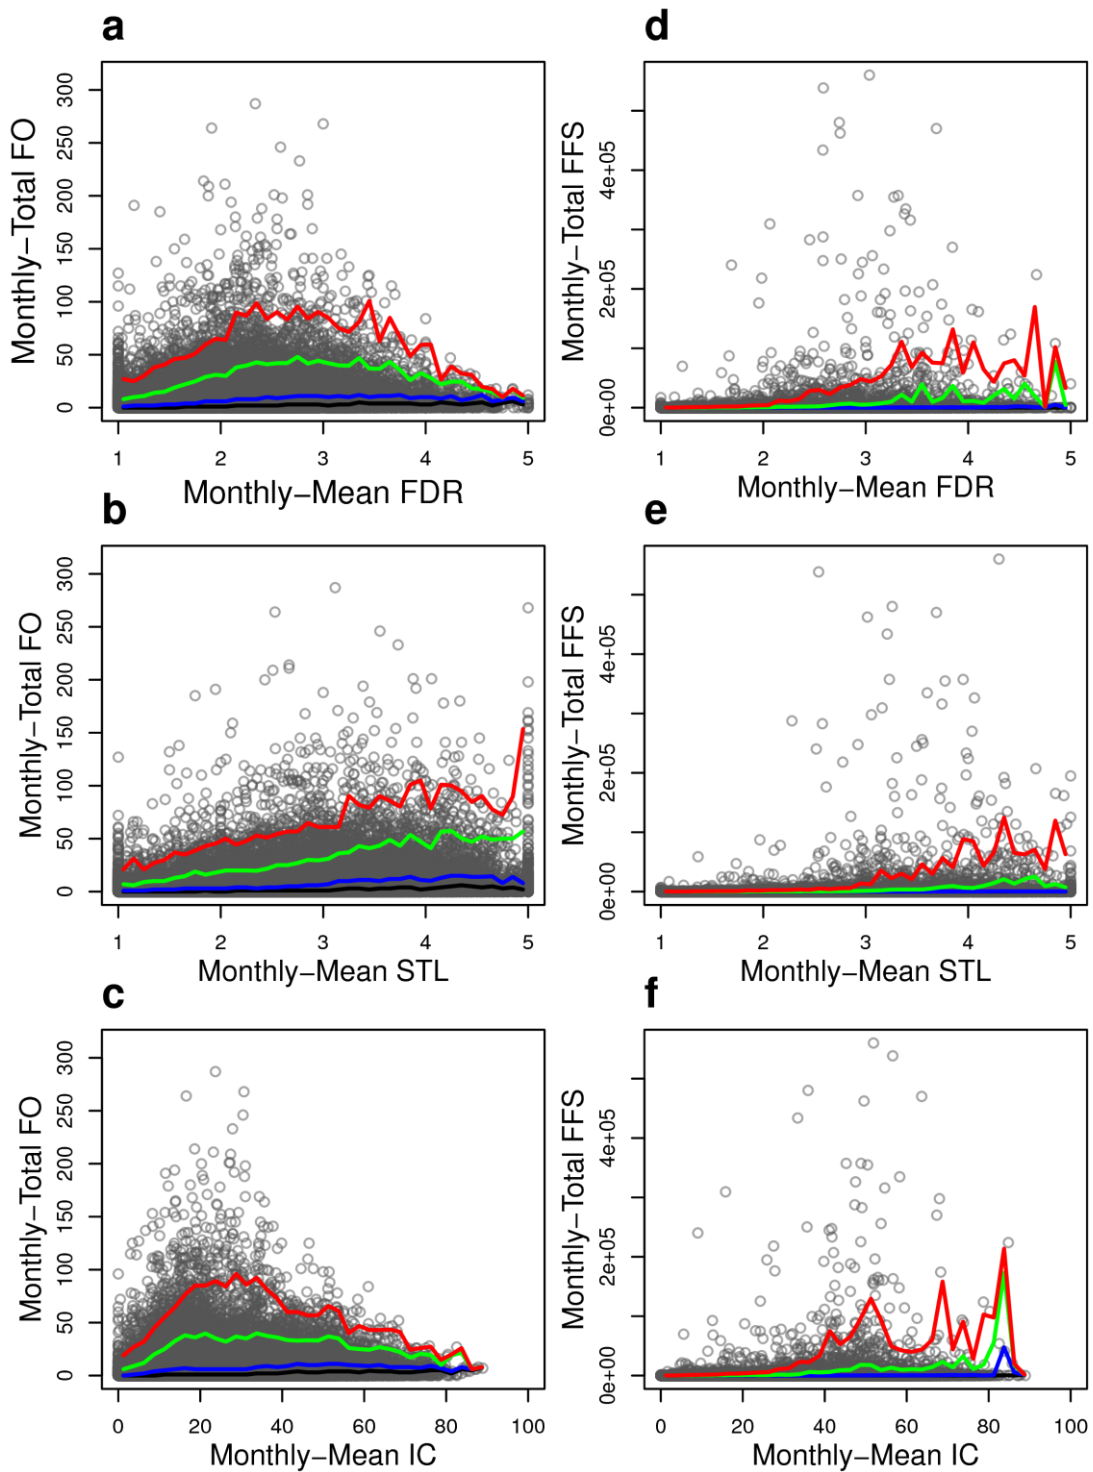 a
300
250
200
150
100
50
0
Monthly−Total FO
1 2 3 4 5
Monthly−Mean FDR
d
4e+05
2e+05
0e+00
Monthly−Total FFS
1 2 3 4 5
Monthly−Mean FDR
b
300
250
200
150
100
50
0
Monthly−Total FO
1 2 3 4 5
Monthly−Mean STL
e
4e+05
2e+05
0e+00
Monthly−Total FFS
1 2 3 4 5
Monthly−Mean STL
c
300
250
200
150
100
50
0
Monthly−Total FO
0 20 40 60 80 100
Monthly−Mean IC
f
4e+05
2e+05
0e+00
Monthly−Total FFS
0 20 40 60 80 100
Monthly−Mean IC